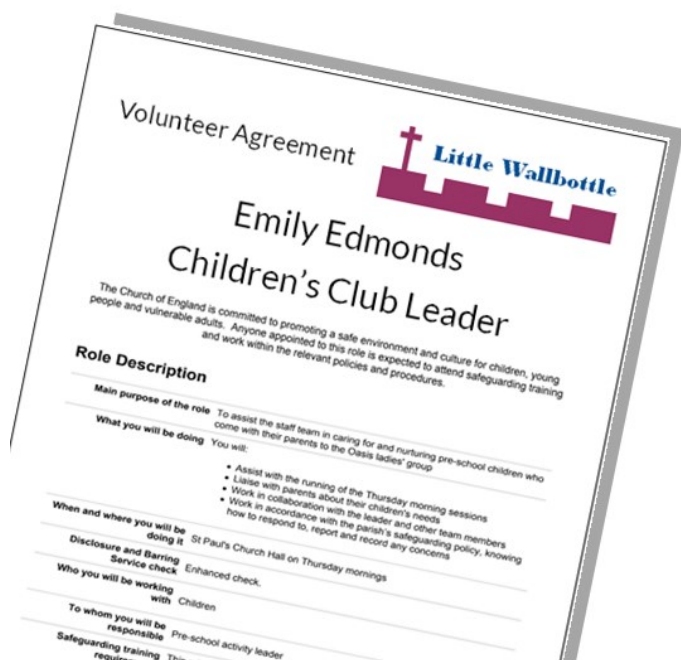 Volunteer Agreement
Little Wallbottle
Emily Edmonds
Children's Club Leader
The Church of England is committed to promoting a safe environment and culture for children, young
people and vulnerable adults. Anyone appointed to this role is expected to attend safeguarding training
and work within the relevant policies and procedures.
Role Description
Main purpose of the role To assist the staff team in caring for and nurturing pre-school children who
come with their parents to the Oasis ladies' group
What you will be doing You will:
• Assist with the running of the Thursday morning sessions
• Liaise with parents about their children's needs
• Work in collaboration with the leader and other team members
• Work in accordance with the parish's safeguarding policy, knowing
how to respond to, report and record any concerns
When and where you will be
doing it St Paul's Church Hall on Thursday mornings
Disclosure and Barring
Service check Enhanced check.
Who you will be working
with Children
To whom you will be
responsible Pre-school activity leader
Safeguarding training